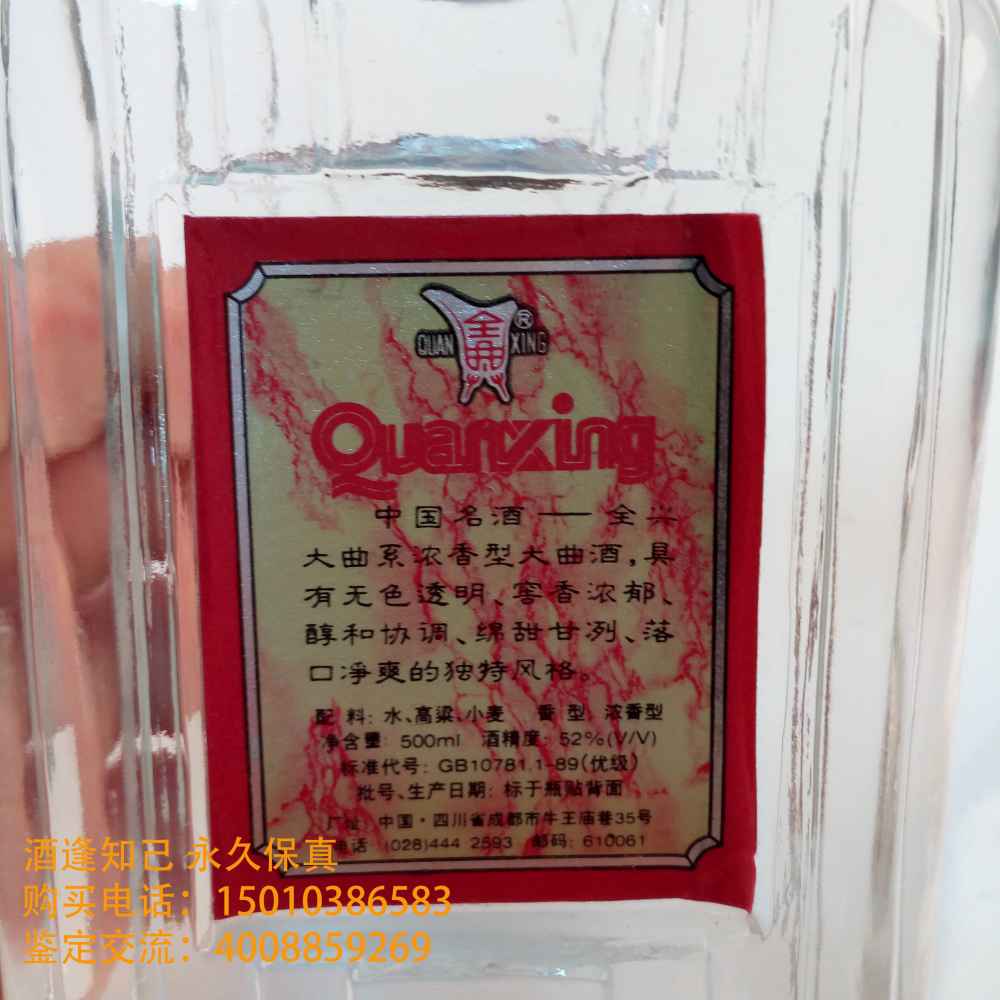 全興
®
QUAN XING
Quanxing
中国名酒——全兴
大曲系浓香型大曲酒,具
有无色透明、窖香浓郁、
醇和协调、绵甜甘洌、落
口净爽的独特风格。
配 料: 水、高粱、小麦 香 型: 浓香型
净含量: 500ml 酒精度: 52%(V/V)
标准代号: GB10781.1-89(优级)
批号、生产日期: 标于瓶贴背面
厂址: 中国·四川省成都市牛王庙巷35号
电话: (028)444 2593 邮码: 610061
酒逢知己 永久保真
购买电话：15010386583
鉴定交流：4008859269